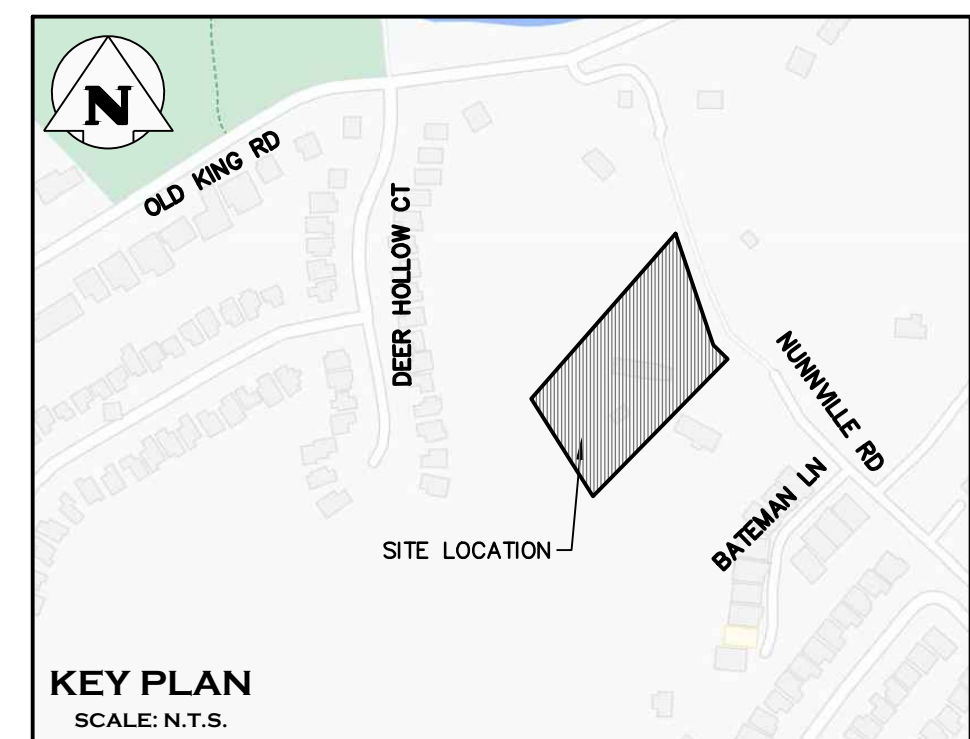 N
OLD KING RD
DEER HOLLOW CT
NUNNVILLE RD
BATEMAN LN
SITE LOCATION
KEY PLAN
SCALE: N.T.S.